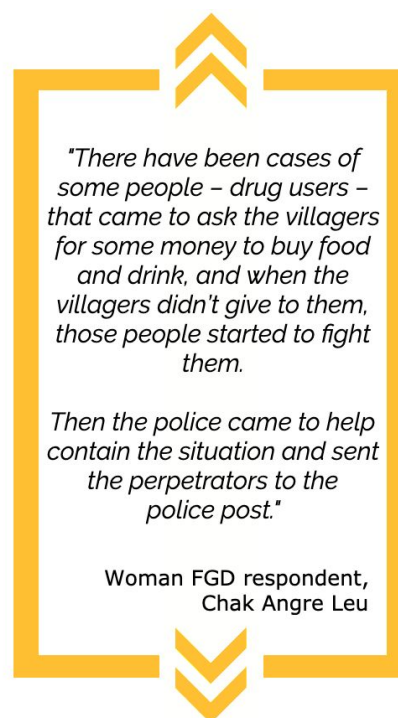 "There have been cases of
some people – drug users –
that came to ask the villagers
for some money to buy food
and drink, and when the
villagers didn’t give to them,
those people started to fight
them.
Then the police came to help
contain the situation and sent
the perpetrators to the
police post."
Woman FGD respondent,
Chak Angre Leu